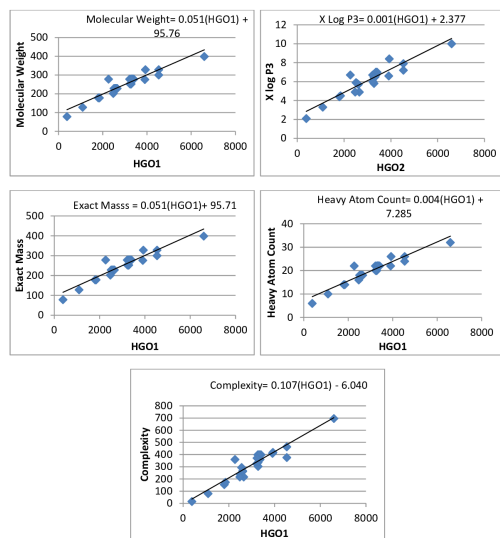 Molecular Weight= 0.051(HGO1) +
95.76
500
400
300
200
100
0
0 2000 4000 6000 8000
Molecular Weight
HGO1
X Log P3= 0.001(HGO1) + 2.377
12
10
8
6
4
2
0
0 2000 4000 6000 8000
X log P3
HGO2
Exact Masss = 0.051(HGO1)+ 95.71
500
400
300
200
100
0
0 2000 4000 6000 8000
Exact Mass
HGO1
Heavy Atom Count= 0.004(HGO1) +
7.285
40
30
20
10
0
0 2000 4000 6000 8000
Heavy Atom Count
HGO1
Complexity= 0.107(HGO1) - 6.040
800
700
600
500
400
300
200
100
0
0 2000 4000 6000 8000
Complexity
HGO1